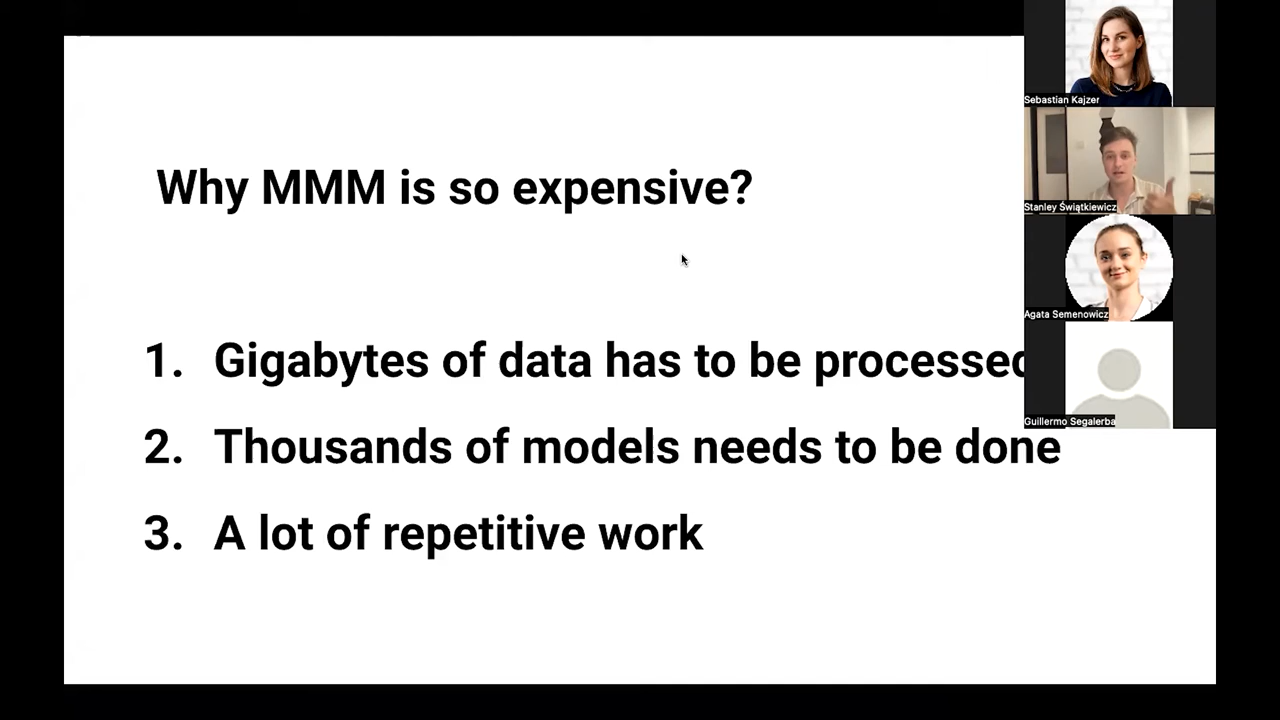 Why MMM is so expensive?
1. Gigabytes of data has to be processed
2. Thousands of models needs to be done
3. A lot of repetitive work
Sebastian Kajzer
Stanley Świątkiewicz
Agata Semenowicz
Guillermo Segalerba